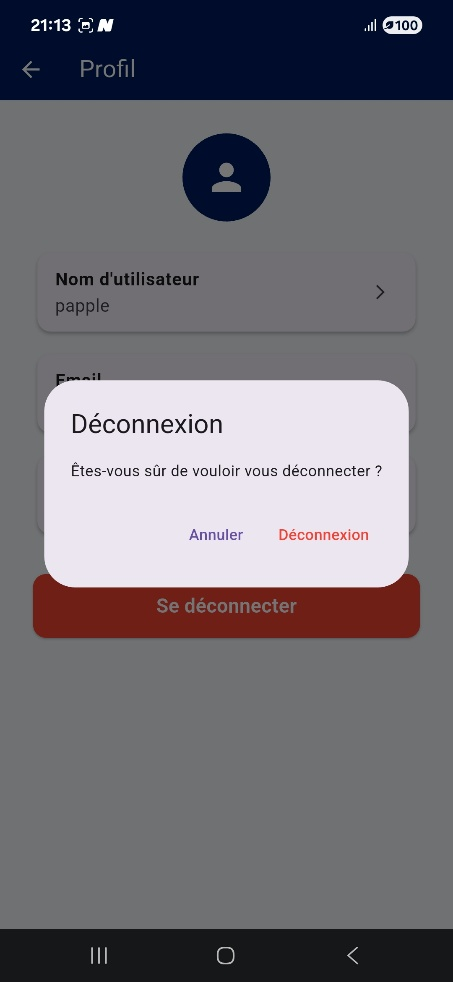 21:13 N 100
Profil
Nom d'utilisateur
papple
Email
Déconnexion
Êtes-vous sûr de vouloir vous déconnecter ?
Annuler Déconnexion
Se déconnecter